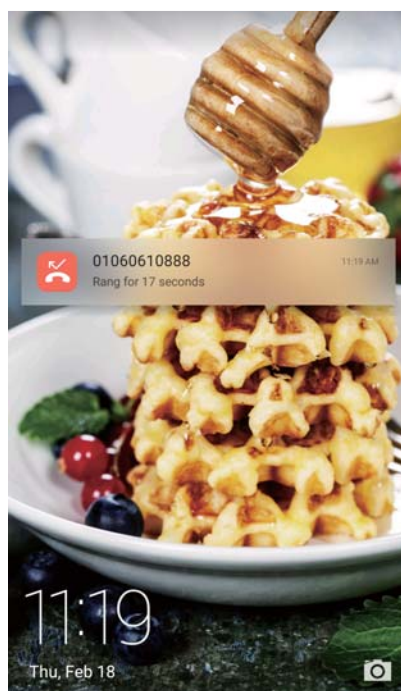 01060610888
11:19 AM
Rang for 17 seconds
11:19
Thu, Feb 18